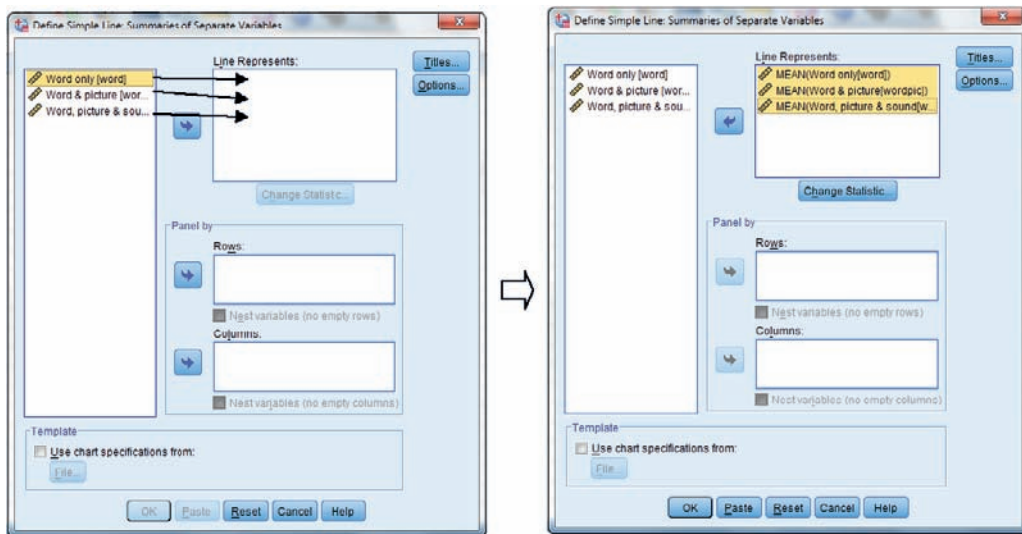 Define Simple Line: Summaries of Separate Variables
Line Represents:
Titles...
Options...
Word only [word]
Word & picture [wor...
Word, picture & sou...
Change Statistic...
Panel by
Rows:
Nest variables (no empty rows)
Columns:
Nest variables (no empty columns)
Template
Use chart specifications from:
File...
OK
Paste
Reset
Cancel
Help
Define Simple Line: Summaries of Separate Variables
Line Represents:
Titles...
Options...
Word only [word]
Word & picture [wor...
Word, picture & sou...
MEAN(Word only[word])
MEAN(Word & picture[wordpic])
MEAN(Word, picture & sound[w...
Change Statistic...
Panel by
Rows:
Nest variables (no empty rows)
Columns:
Nest variables (no empty columns)
Template
Use chart specifications from:
File...
OK
Paste
Reset
Cancel
Help